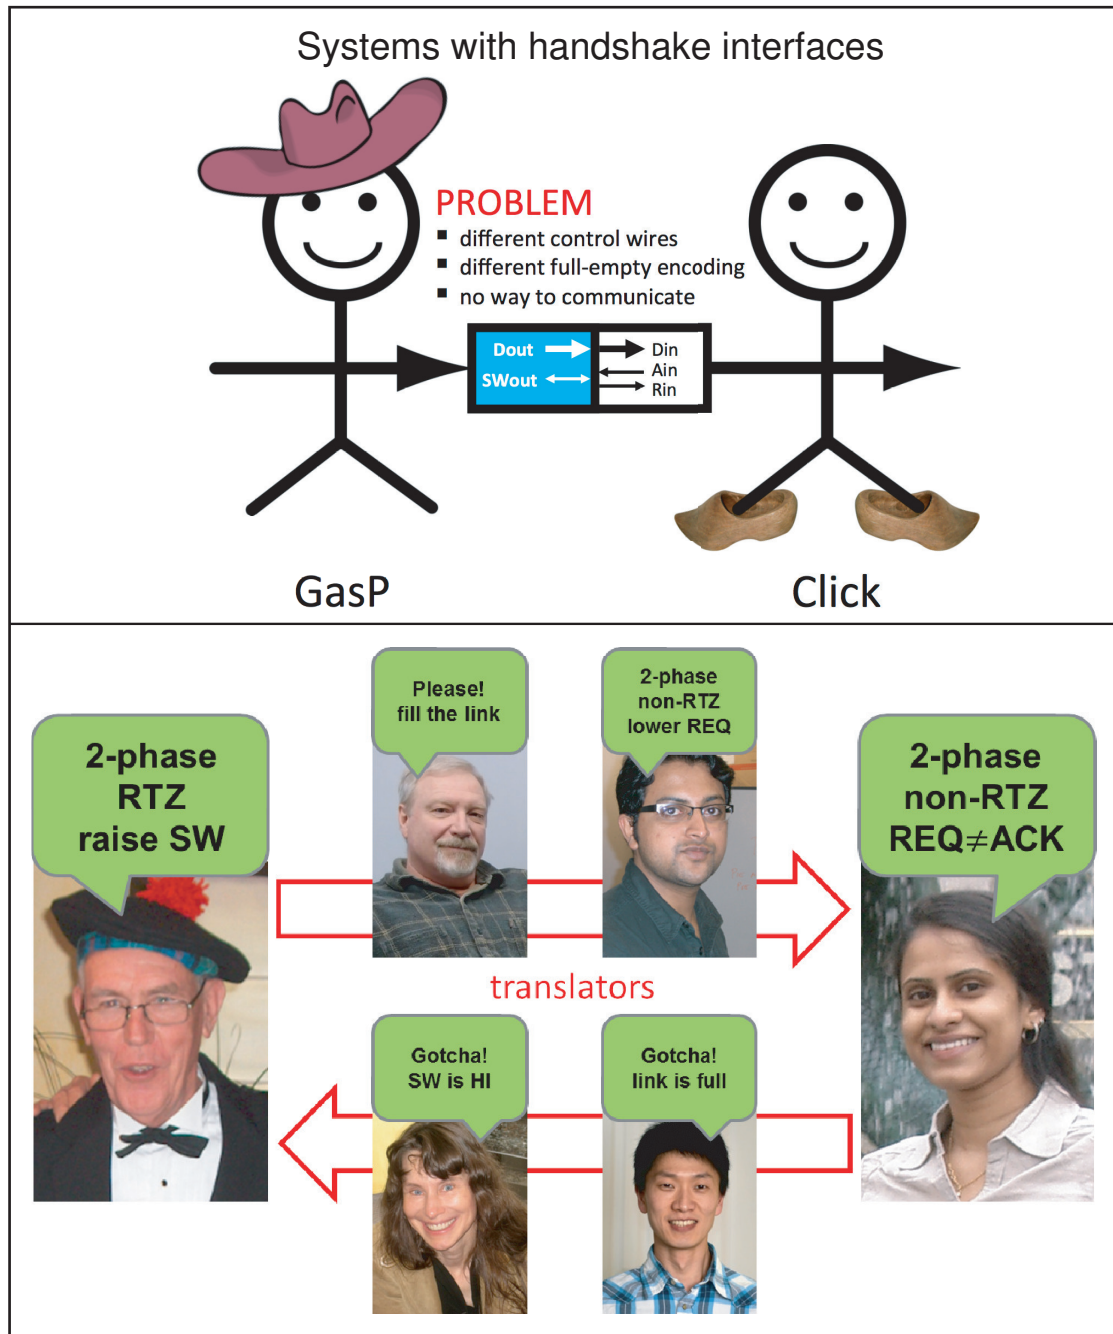 Systems with handshake interfaces
PROBLEM
▪ different control wires
▪ different full-empty encoding
▪ no way to communicate
Dout
SWout
Din
Ain
Rin
GasP
Click
2-phase
RTZ
raise SW
Please!
fill the link
2-phase
non-RTZ
lower REQ
2-phase
non-RTZ
REQ≠ACK
translators
Gotcha!
SW is HI
Gotcha!
link is full